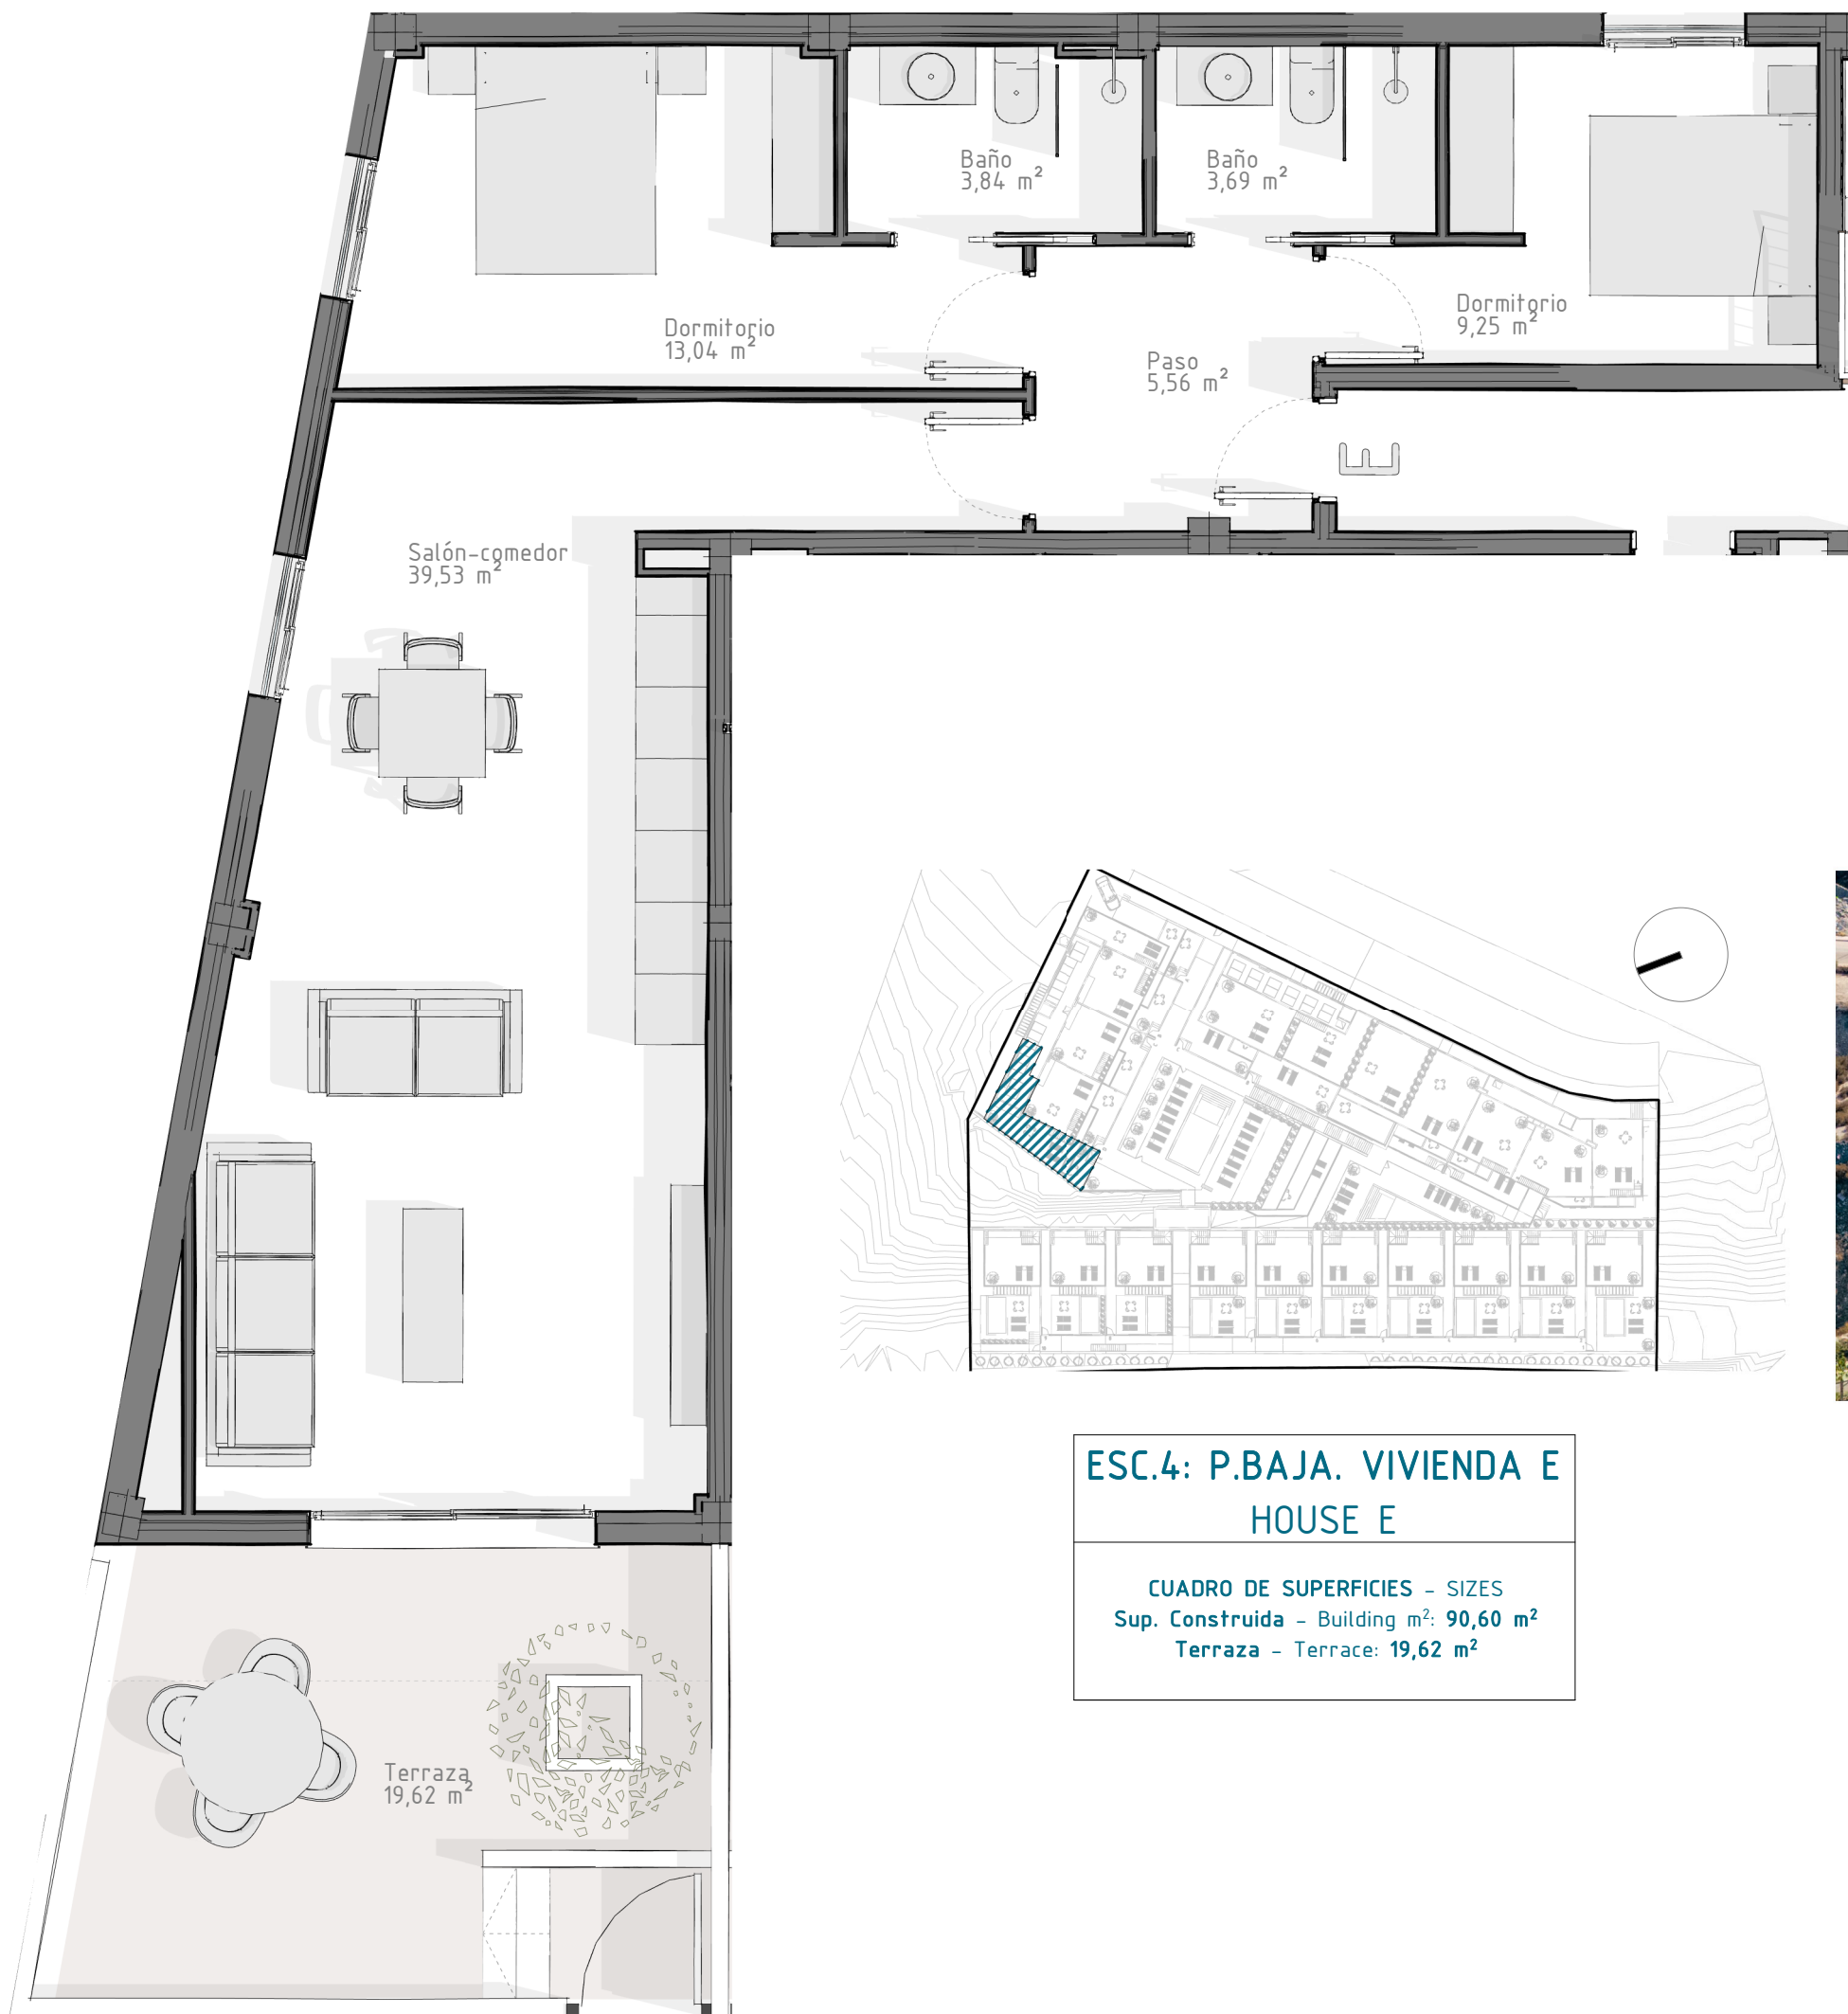 Baño
3,84 m²
Baño
3,69 m²
Dormitorio
13,04 m²
Dormitorio
9,25 m²
Paso
5,56 m²
E
Salón-comedor
39,53 m²
ESC.4: P.BAJA. VIVIENDA E
HOUSE E
CUADRO DE SUPERFICIES - SIZES
Sup. Construida - Building m²: 90,60 m²
Terraza - Terrace: 19,62 m²
Terraza
19,62 m²